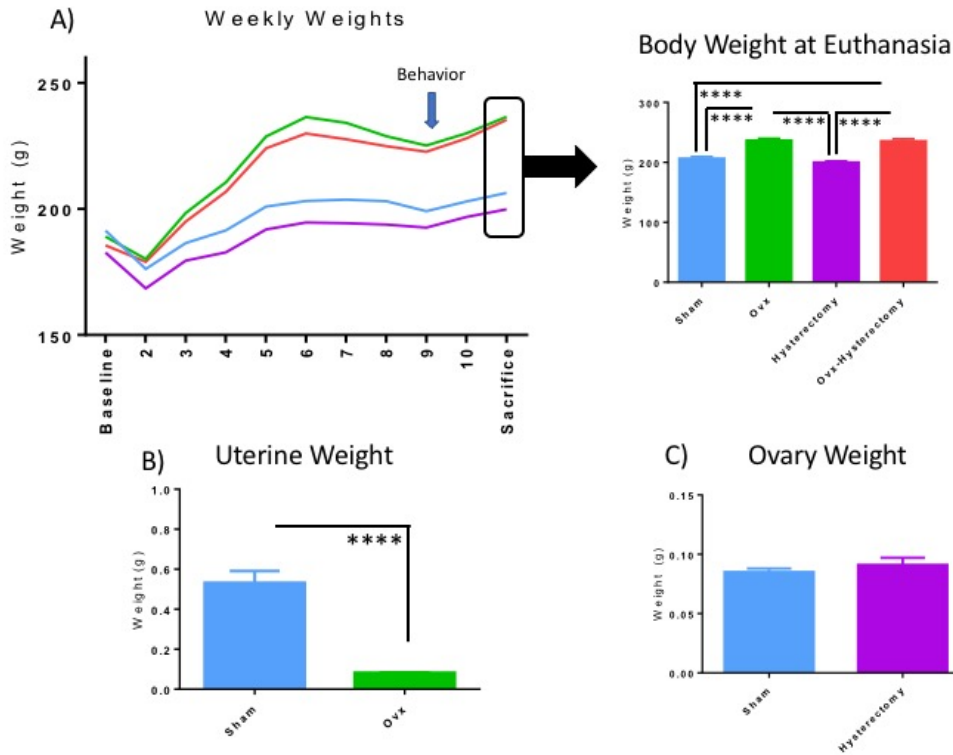 A)
Weekly Weights
Weight (g)
250
200
150
Behavior
Baseline
2
3
4
5
6
7
8
9
10
Sacrifice
Body Weight at Euthanasia
Weight (g)
300
200
100
0
****
****
****
****
Sham
Ovx
Hysterectomy
Ovx-Hysterectomy
B)
Uterine Weight
Weight (g)
1.0
0.8
0.6
0.4
0.2
0.0
****
Sham
Ovx
C)
Ovary Weight
Weight (g)
0.15
0.10
0.05
0.00
Sham
Hysterectomy